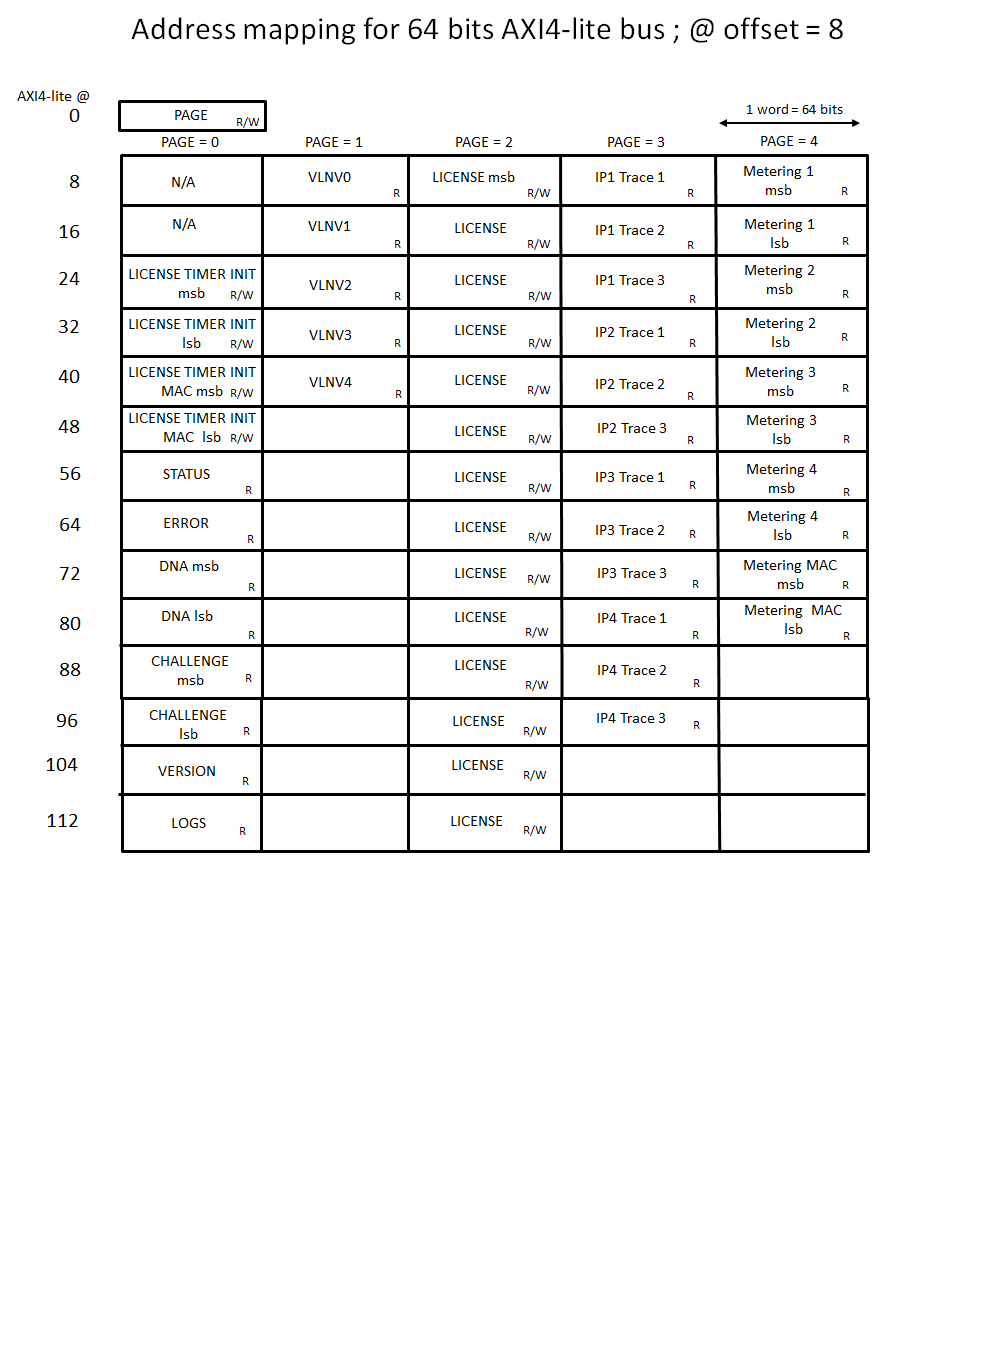 Address mapping for 64 bits AXI4-lite bus ; @ offset = 8
AXI4-lite @
0
PAGE R/W
1 word = 64 bits
PAGE = 0 PAGE = 1 PAGE = 2 PAGE = 3 PAGE = 4
8
N/A
VLNV0
R
LICENSE msb
R/W
IP1 Trace 1
R
Metering 1
msb R
16
N/A
VLNV1
R
LICENSE
R/W
IP1 Trace 2
R
Metering 1
lsb R
24
LICENSE TIMER INIT
msb R/W
VLNV2
R
LICENSE
R/W
IP1 Trace 3
R
Metering 2
msb R
32
LICENSE TIMER INIT
lsb R/W
VLNV3
R
LICENSE
R/W
IP2 Trace 1
R
Metering 2
lsb R
40
LICENSE TIMER INIT
MAC msb R/W
VLNV4
R
LICENSE
R/W
IP2 Trace 2
R
Metering 3
msb R
48
LICENSE TIMER INIT
MAC lsb R/W
LICENSE
R/W
IP2 Trace 3
R
Metering 3
lsb R
56
STATUS
R
LICENSE
R/W
IP3 Trace 1
R
Metering 4
msb R
64
ERROR
R
LICENSE
R/W
IP3 Trace 2
R
Metering 4
lsb R
72
DNA msb
R
LICENSE
R/W
IP3 Trace 3
R
Metering MAC
msb R
80
DNA lsb
R
LICENSE
R/W
IP4 Trace 1
R
Metering MAC
lsb R
88
CHALLENGE
msb R
LICENSE
R/W
IP4 Trace 2
R
96
CHALLENGE
lsb R
LICENSE
R/W
IP4 Trace 3
R
104
VERSION
R
LICENSE
R/W
112
LOGS
R
LICENSE
R/W